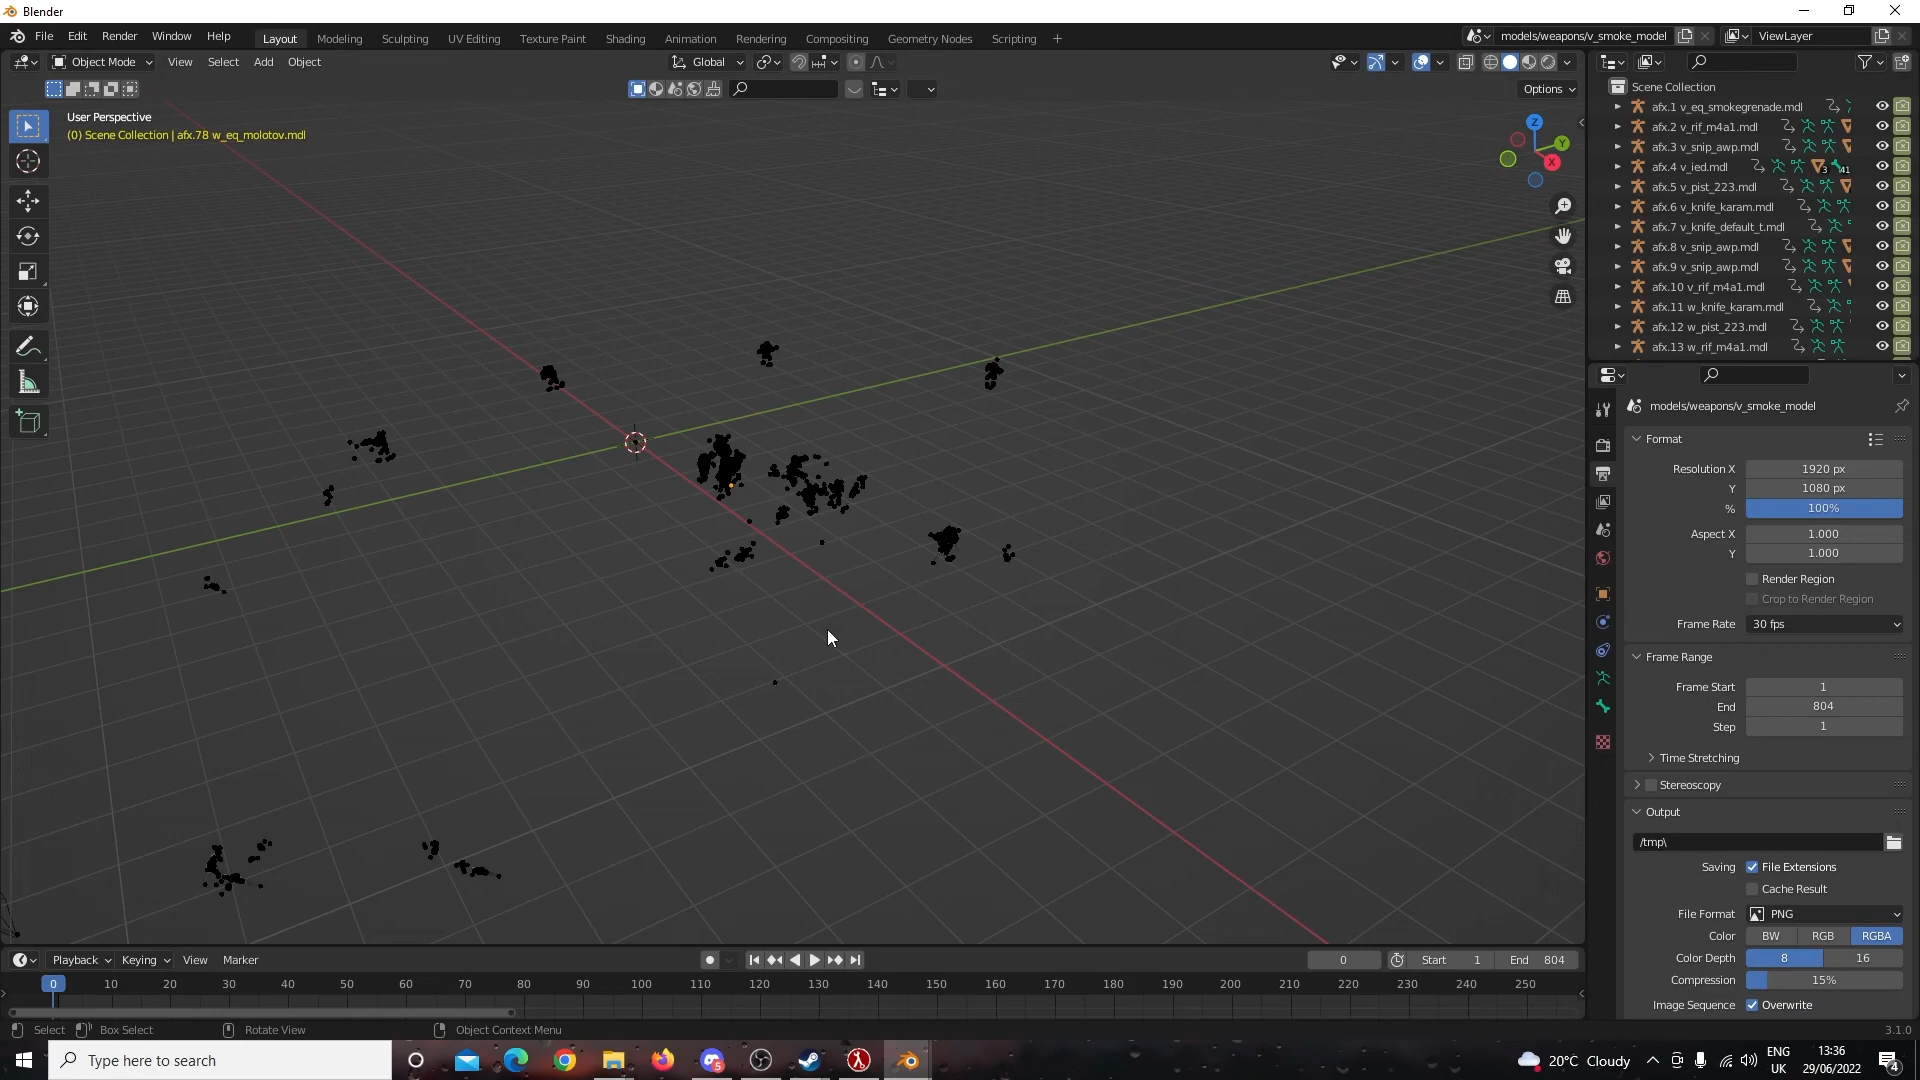 Blender
File Edit Render Window Help Layout Modeling Sculpting UV Editing Texture Paint Shading Animation Rendering Compositing Geometry Nodes Scripting + models/weapons/v_smoke_model ViewLayer
Object Mode View Select Add Object Global
Options
User Perspective
(0) Scene Collection | afx.78 w_eq_molotov.mdl
Z
Y
X
Scene Collection
afx.1 v_eq_smokegrenade.mdl
afx.2 v_rif_m4a1.mdl
afx.3 v_snip_awp.mdl
afx.4 v_ied.mdl 3 41
afx.5 v_pist_223.mdl
afx.6 v_knife_karam.mdl
afx.7 v_knife_default_t.mdl
afx.8 v_snip_awp.mdl
afx.9 v_snip_awp.mdl
afx.10 v_rif_m4a1.mdl
afx.11 w_knife_karam.mdl
afx.12 w_pist_223.mdl
afx.13 w_rif_m4a1.mdl
models/weapons/v_smoke_model
Format
Resolution X 1920 px
Y 1080 px
% 100%
Aspect X 1.000
Y 1.000
Render Region
Crop to Render Region
Frame Rate 30 fps
Frame Range
Frame Start 1
End 804
Step 1
Time Stretching
Stereoscopy
Output
/tmp\
Saving File Extensions
Cache Result
File Format PNG
Color BW RGB RGBA
Color Depth 8 16
Compression 15%
Image Sequence Overwrite
Playback Keying View Marker 0 Start 1 End 804
0 10 20 30 40 50 60 70 80 90 100 110 120 130 140 150 160 170 180 190 200 210 220 230 240 250
Select Box Select Rotate View Object Context Menu 3.1.0
Type here to search 5 20°C Cloudy ENG UK 13:36 29/06/2022 4